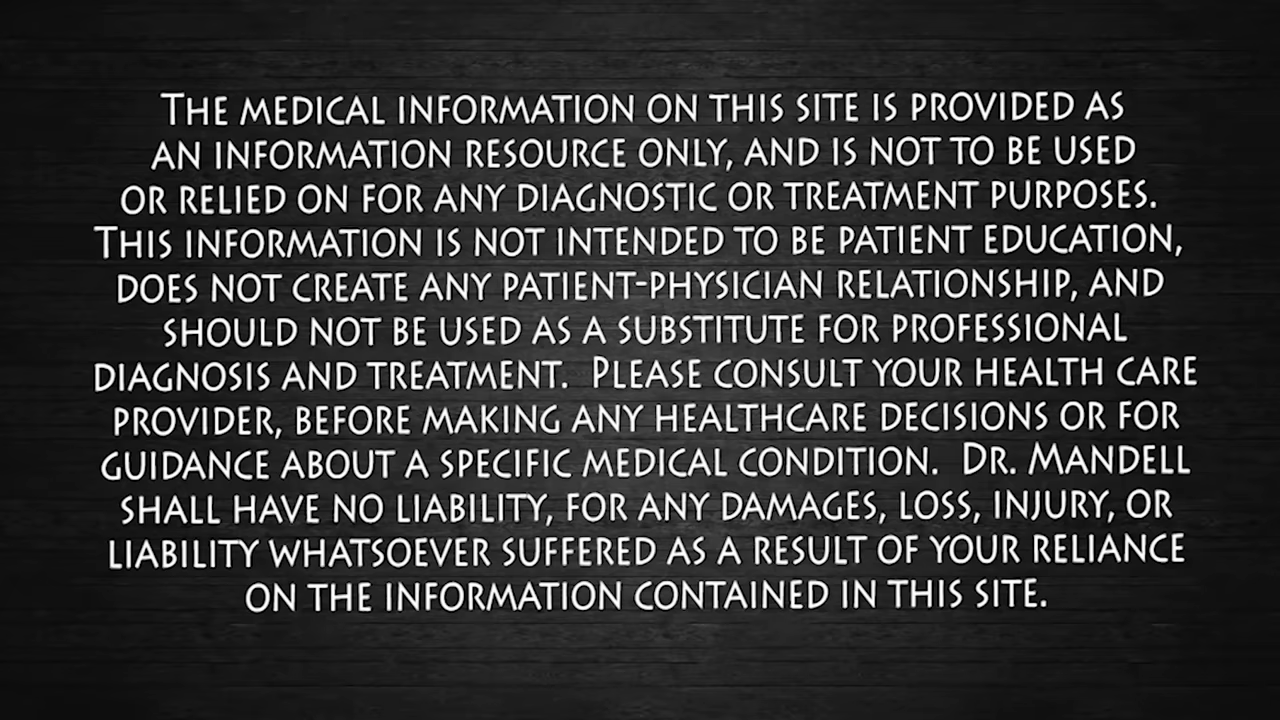 The medical information on this site is provided as
an information resource only, and is not to be used
or relied on for any diagnostic or treatment purposes.
This information is not intended to be patient education,
does not create any patient-physician relationship, and
should not be used as a substitute for professional
diagnosis and treatment.  Please consult your health care
provider, before making any healthcare decisions or for
guidance about a specific medical condition.  Dr. Mandell
shall have no liability, for any damages, loss, injury, or
liability whatsoever suffered as a result of your reliance
on the information contained in this site.